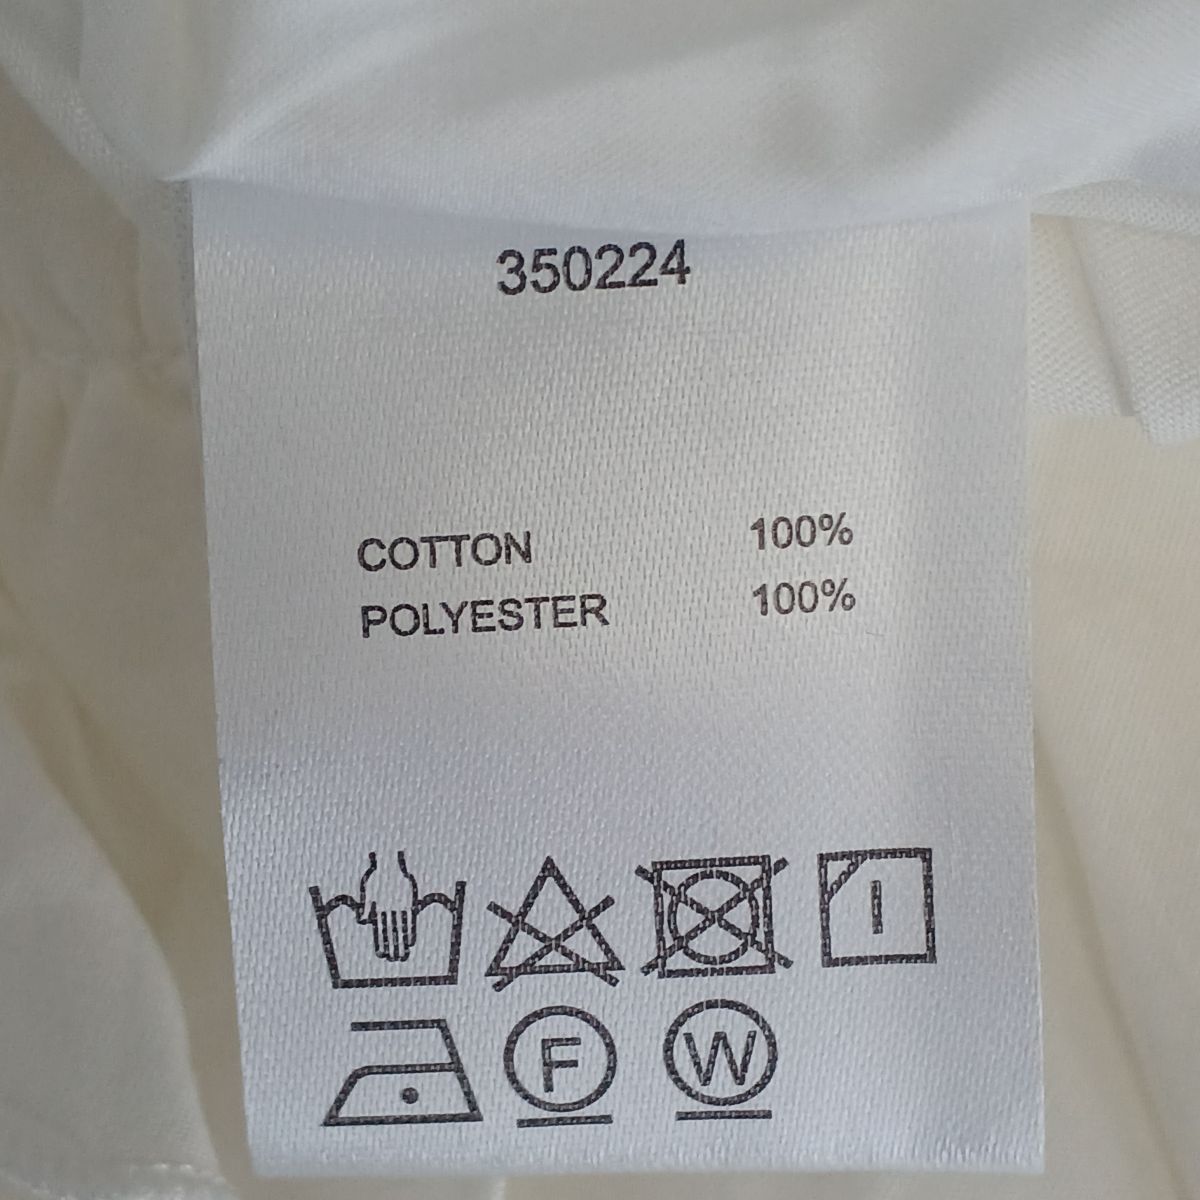 350224
COTTON 100%
POLYESTER 100%
F W